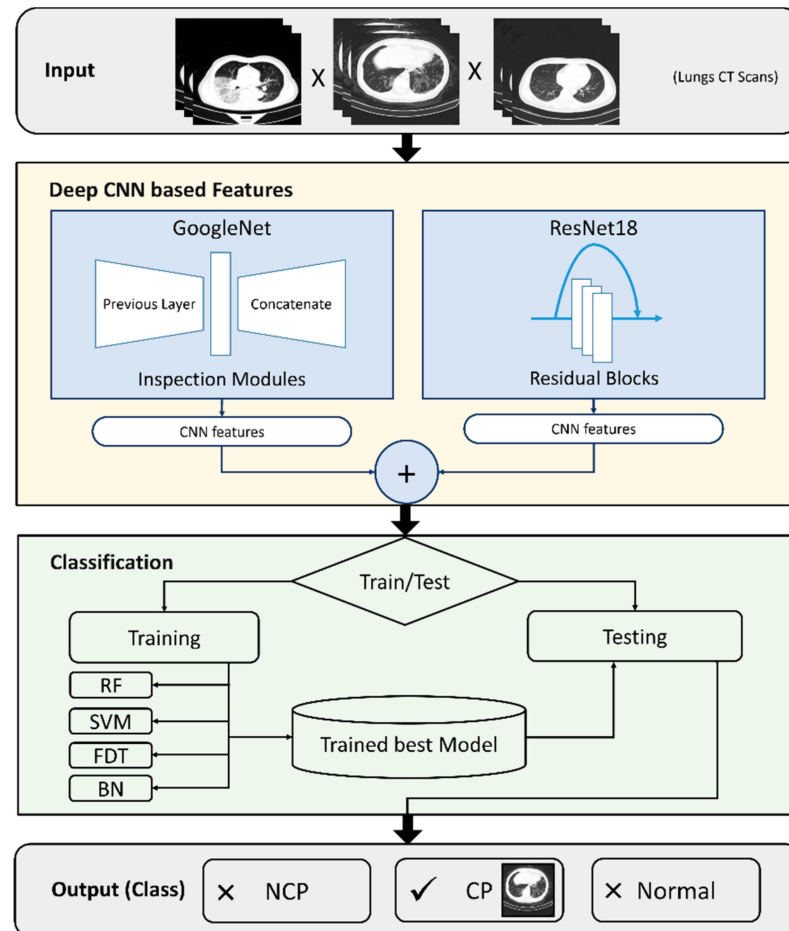 Input
X
X
(Lungs CT Scans)
Deep CNN based Features
GoogleNet
Previous Layer
Concatenate
Inspection Modules
CNN features
ResNet18
Residual Blocks
CNN features
+
Classification
Train/Test
Training
Testing
RF
SVM
FDT
BN
Trained best Model
Output (Class)
× NCP
✓ CP
× Normal